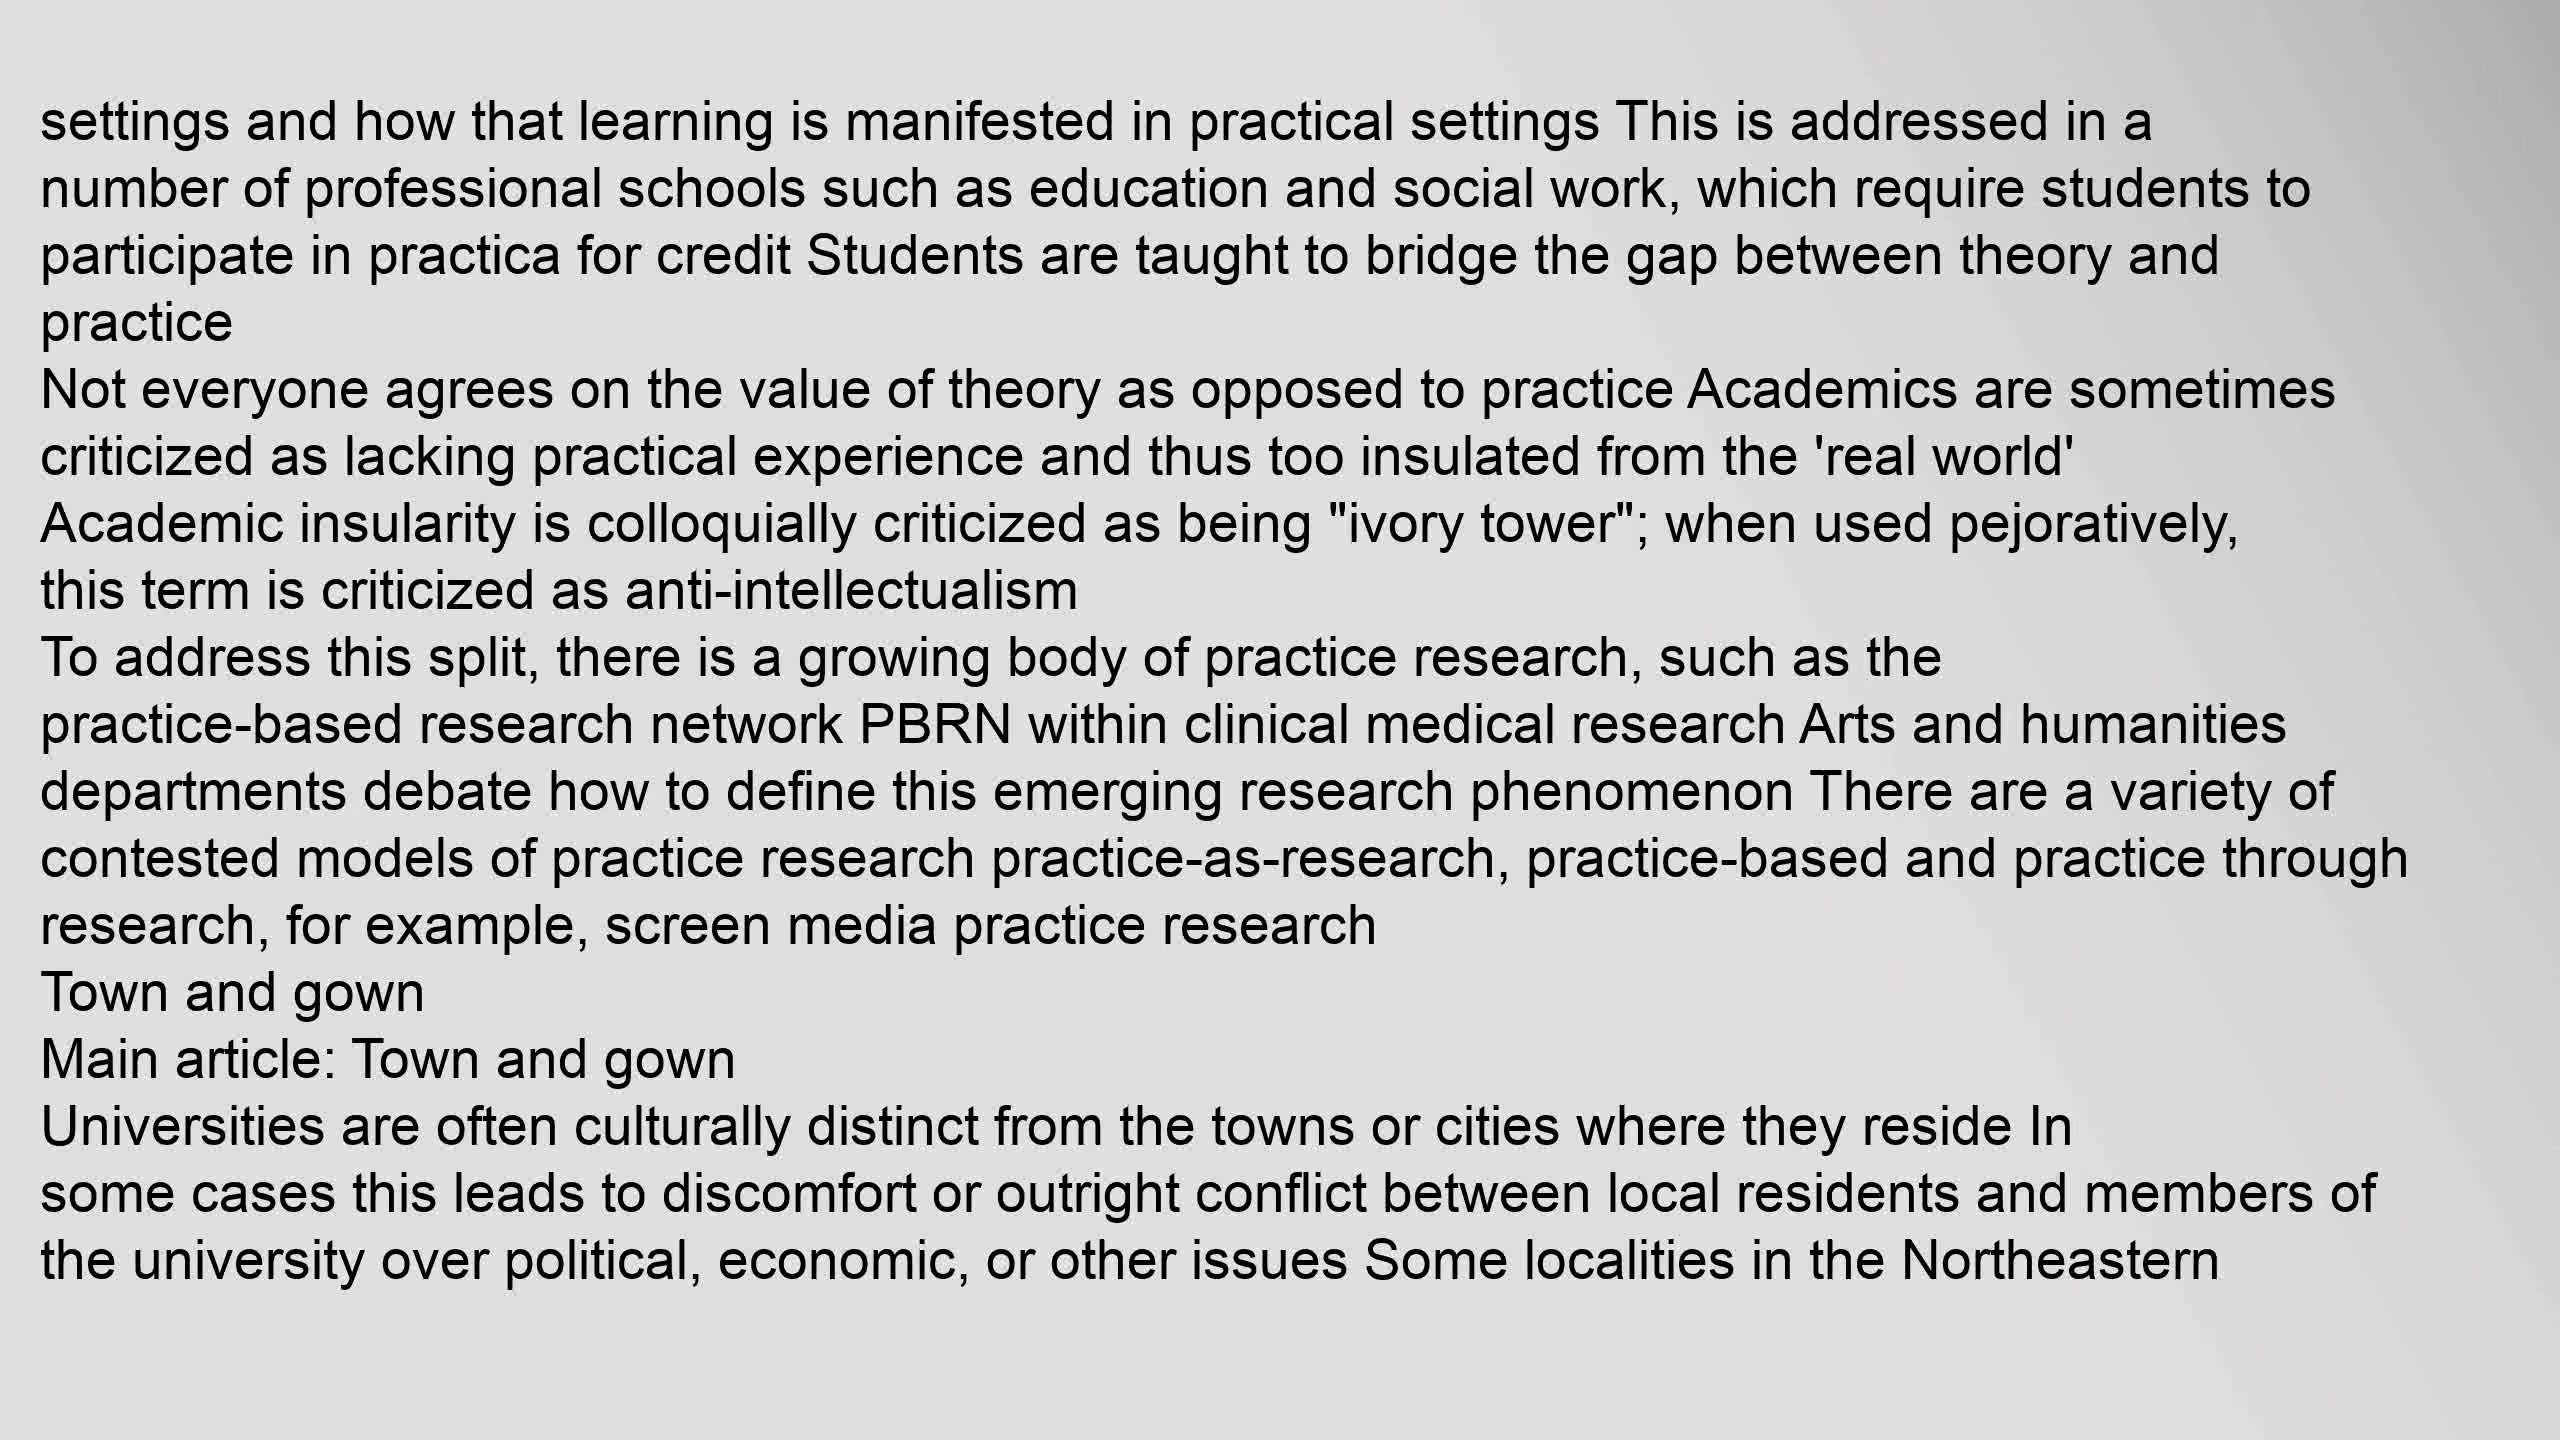 settings and how that learning is manifested in practical settings This is addressed in a
number of professional schools such as education and social work, which require students to
participate in practica for credit Students are taught to bridge the gap between theory and
practice
Not everyone agrees on the value of theory as opposed to practice Academics are sometimes
criticized as lacking practical experience and thus too insulated from the 'real world'
Academic insularity is colloquially criticized as being "ivory tower"; when used pejoratively,
this term is criticized as anti-intellectualism
To address this split, there is a growing body of practice research, such as the
practice-based research network PBRN within clinical medical research Arts and humanities
departments debate how to define this emerging research phenomenon There are a variety of
contested models of practice research practice-as-research, practice-based and practice through
research, for example, screen media practice research
Town and gown
Main article: Town and gown
Universities are often culturally distinct from the towns or cities where they reside In
some cases this leads to discomfort or outright conflict between local residents and members of
the university over political, economic, or other issues Some localities in the Northeastern